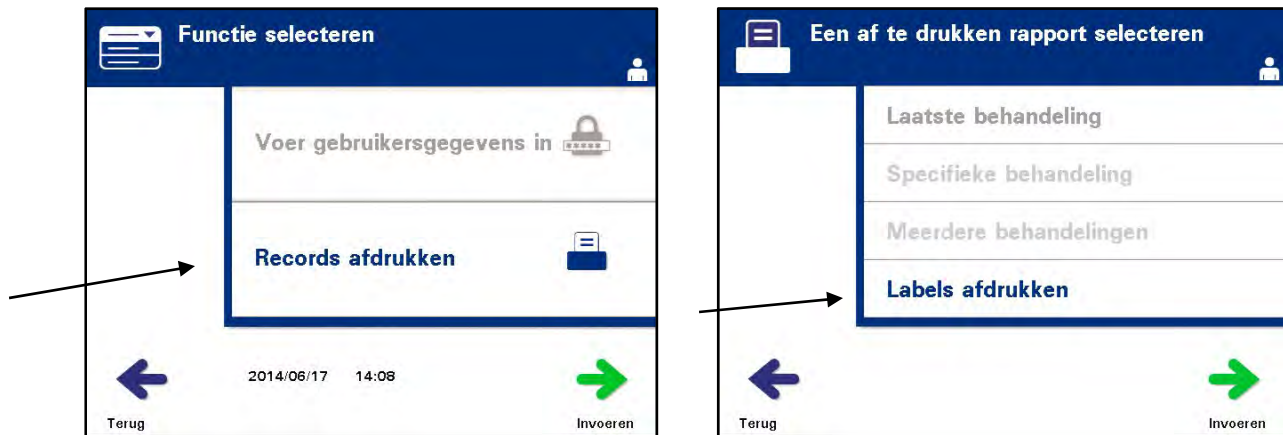 Functie selecteren
Voer gebruikersgegevens in
Records afdrukken
2014/06/17 14:08
Terug
Invoeren
Een af te drukken rapport selecteren
Laatste behandeling
Specifieke behandeling
Meerdere behandelingen
Labels afdrukken
Terug
Invoeren